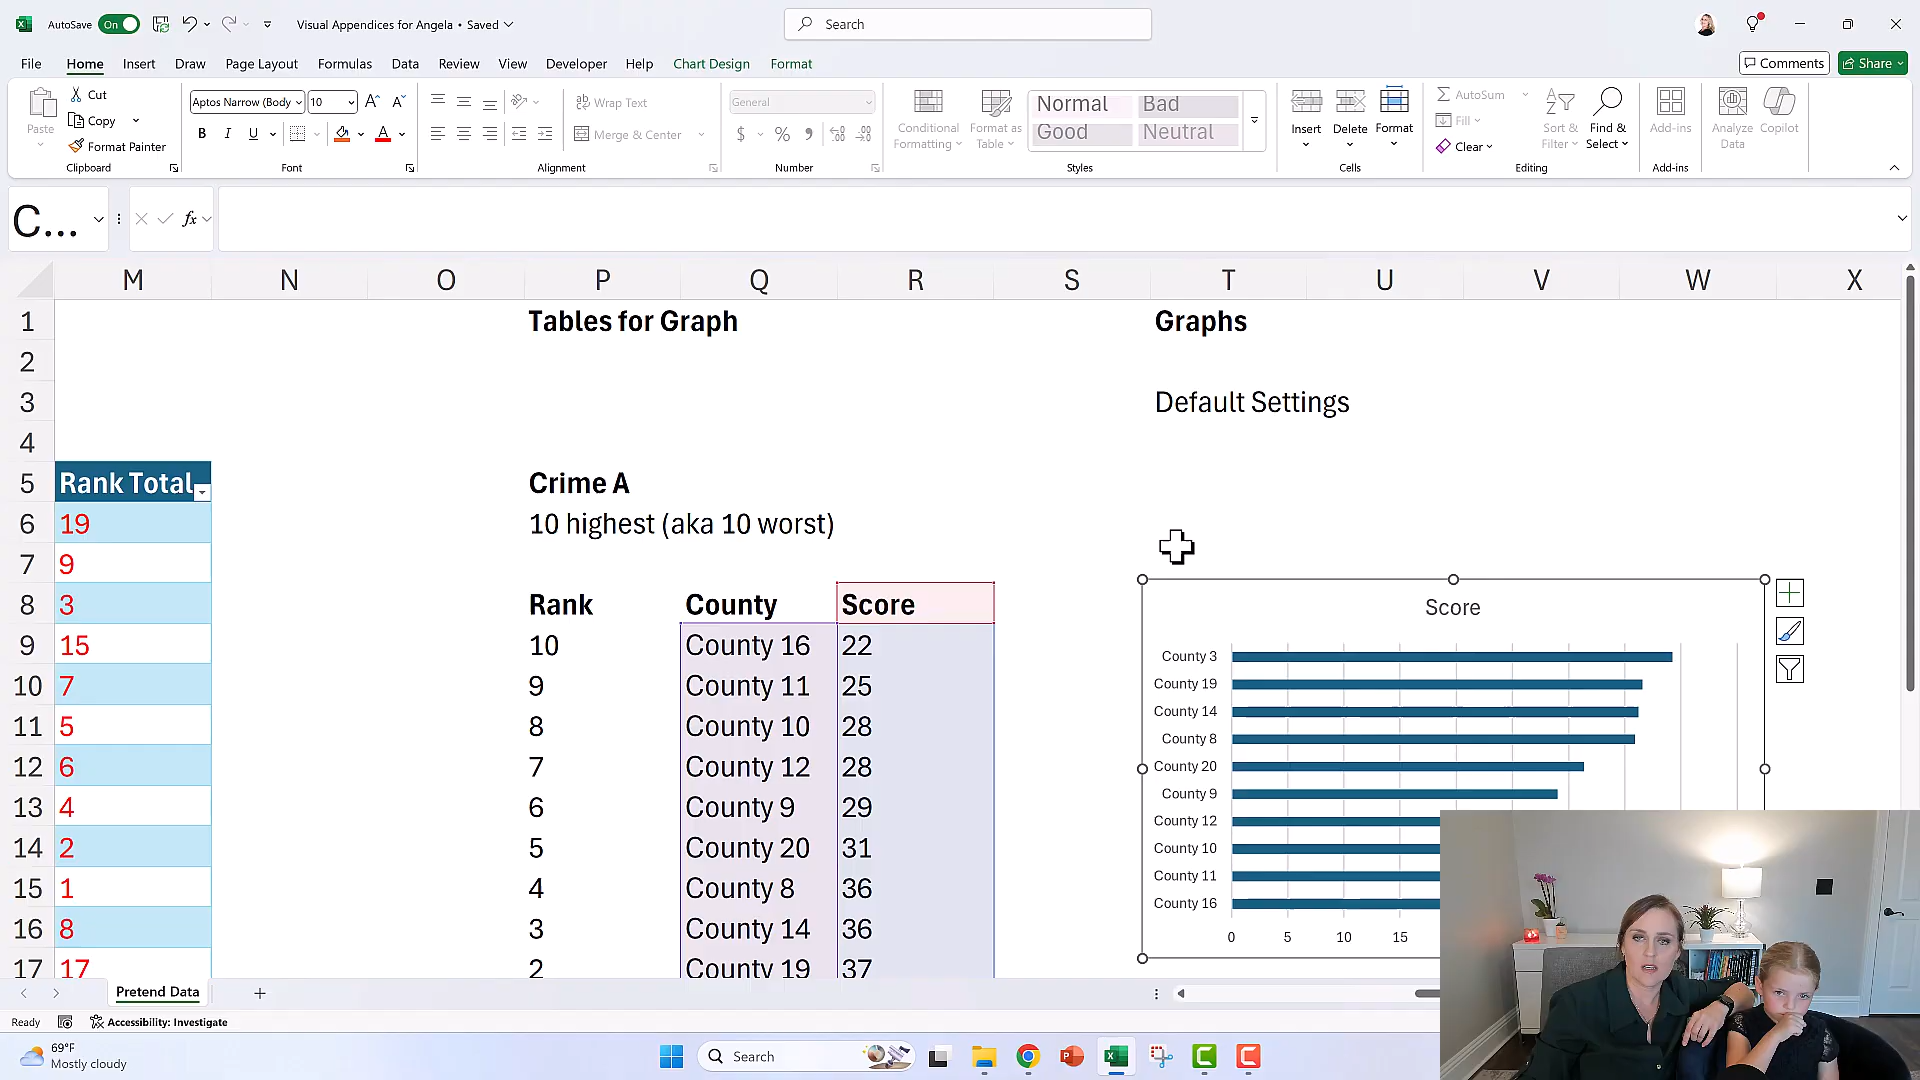 AutoSave On Visual Appendices for Angela • Saved Search
File Home Insert Draw Page Layout Formulas Data Review View Developer Help Chart Design Format Comments Share
Paste Cut Copy Format Painter Clipboard
Aptos Narrow (Body 10 B I U A A Font
Wrap Text Merge & Center Alignment
General $ % Number
Conditional Formatting Format as Table Normal Bad Good Neutral Styles
Insert Delete Format Cells
AutoSum Fill Clear Sort & Filter Find & Select Editing
Add-ins Add-ins
Analyze Data Copilot
C... fx
M N O P Q R S T U V W X
1 Tables for Graph Graphs
2
3 Default Settings
4
5 Rank Total Crime A
6 19 10 highest (aka 10 worst)
7 9
8 3 Rank County Score
9 15 10 County 16 22
10 7 9 County 11 25
11 5 8 County 10 28
12 6 7 County 12 28
13 4 6 County 9 29
14 2 5 County 20 31
15 1 4 County 8 36
16 8 3 County 14 36
17 17 2 County 19 37
Score
County 3
County 19
County 14
County 8
County 20
County 9
County 12
County 10
County 11
County 16
0 5 10 15
Pretend Data
Ready Accessibility: Investigate
69°F
Mostly cloudy
Search